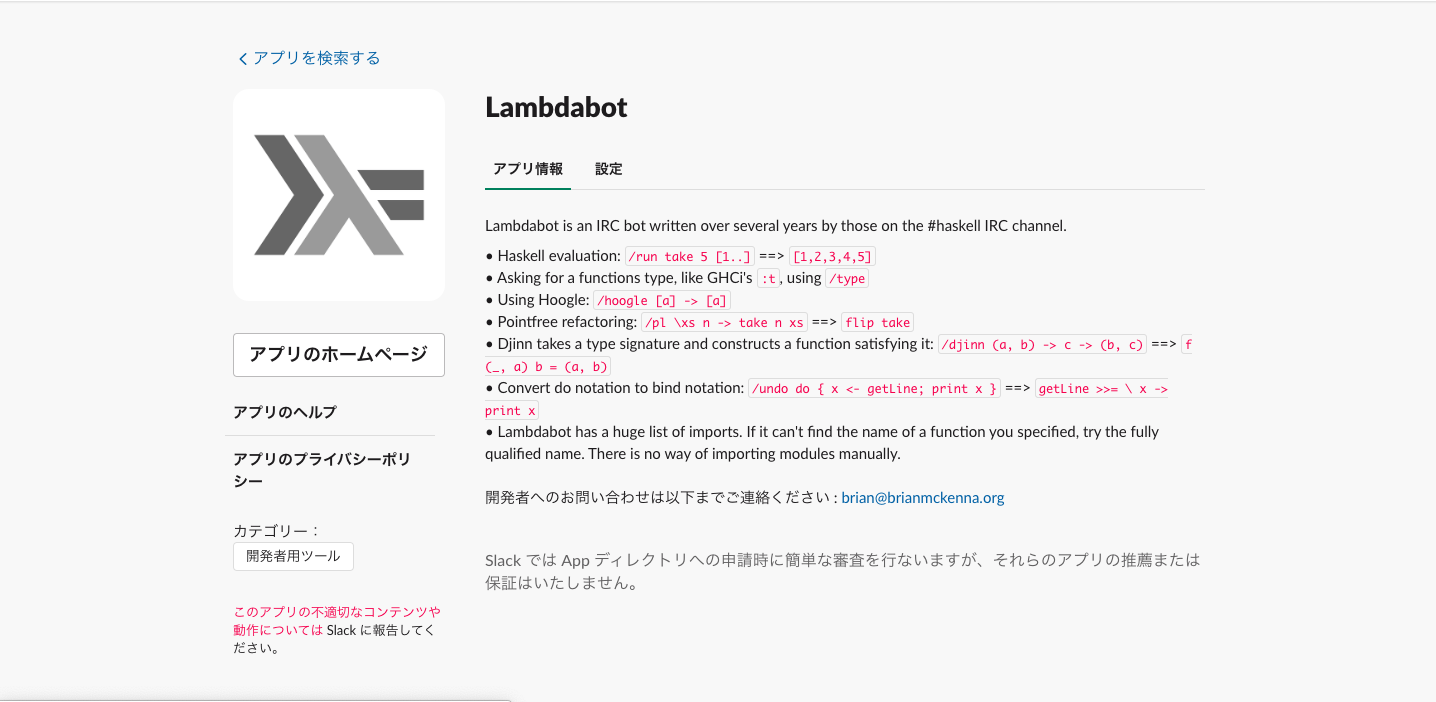 アプリを検索する
Lambdabot
アプリ情報 設定
Lambdabot is an IRC bot written over several years by those on the #haskell IRC channel.
• Haskell evaluation: /run take 5 [1..] ==> [1,2,3,4,5]
• Asking for a functions type, like GHCi's :t, using /type
• Using Hoogle: /hoogle [a] -> [a]
• Pointfree refactoring: /pl \xs n -> take n xs ==> flip take
• Djinn takes a type signature and constructs a function satisfying it: /djinn (a, b) -> c -> (b, c) ==> f
(_, a) b = (a, b)
• Convert do notation to bind notation: /undo do { x <- getLine; print x } ==> getLine >>= \ x ->
print x
• Lambdabot has a huge list of imports. If it can't find the name of a function you specified, try the fully
qualified name. There is no way of importing modules manually.
開発者へのお問い合わせは以下までご連絡ください : brian@brianmckenna.org
Slack では App ディレクトリへの申請時に簡単な審査を行ないますが、それらのアプリの推薦または
保証はいたしません。
アプリのホームページ
アプリのヘルプ
アプリのプライバシーポリ
シー
カテゴリー：
開発者用ツール
このアプリの不適切なコンテンツや
動作については Slack に報告してく
ださい。